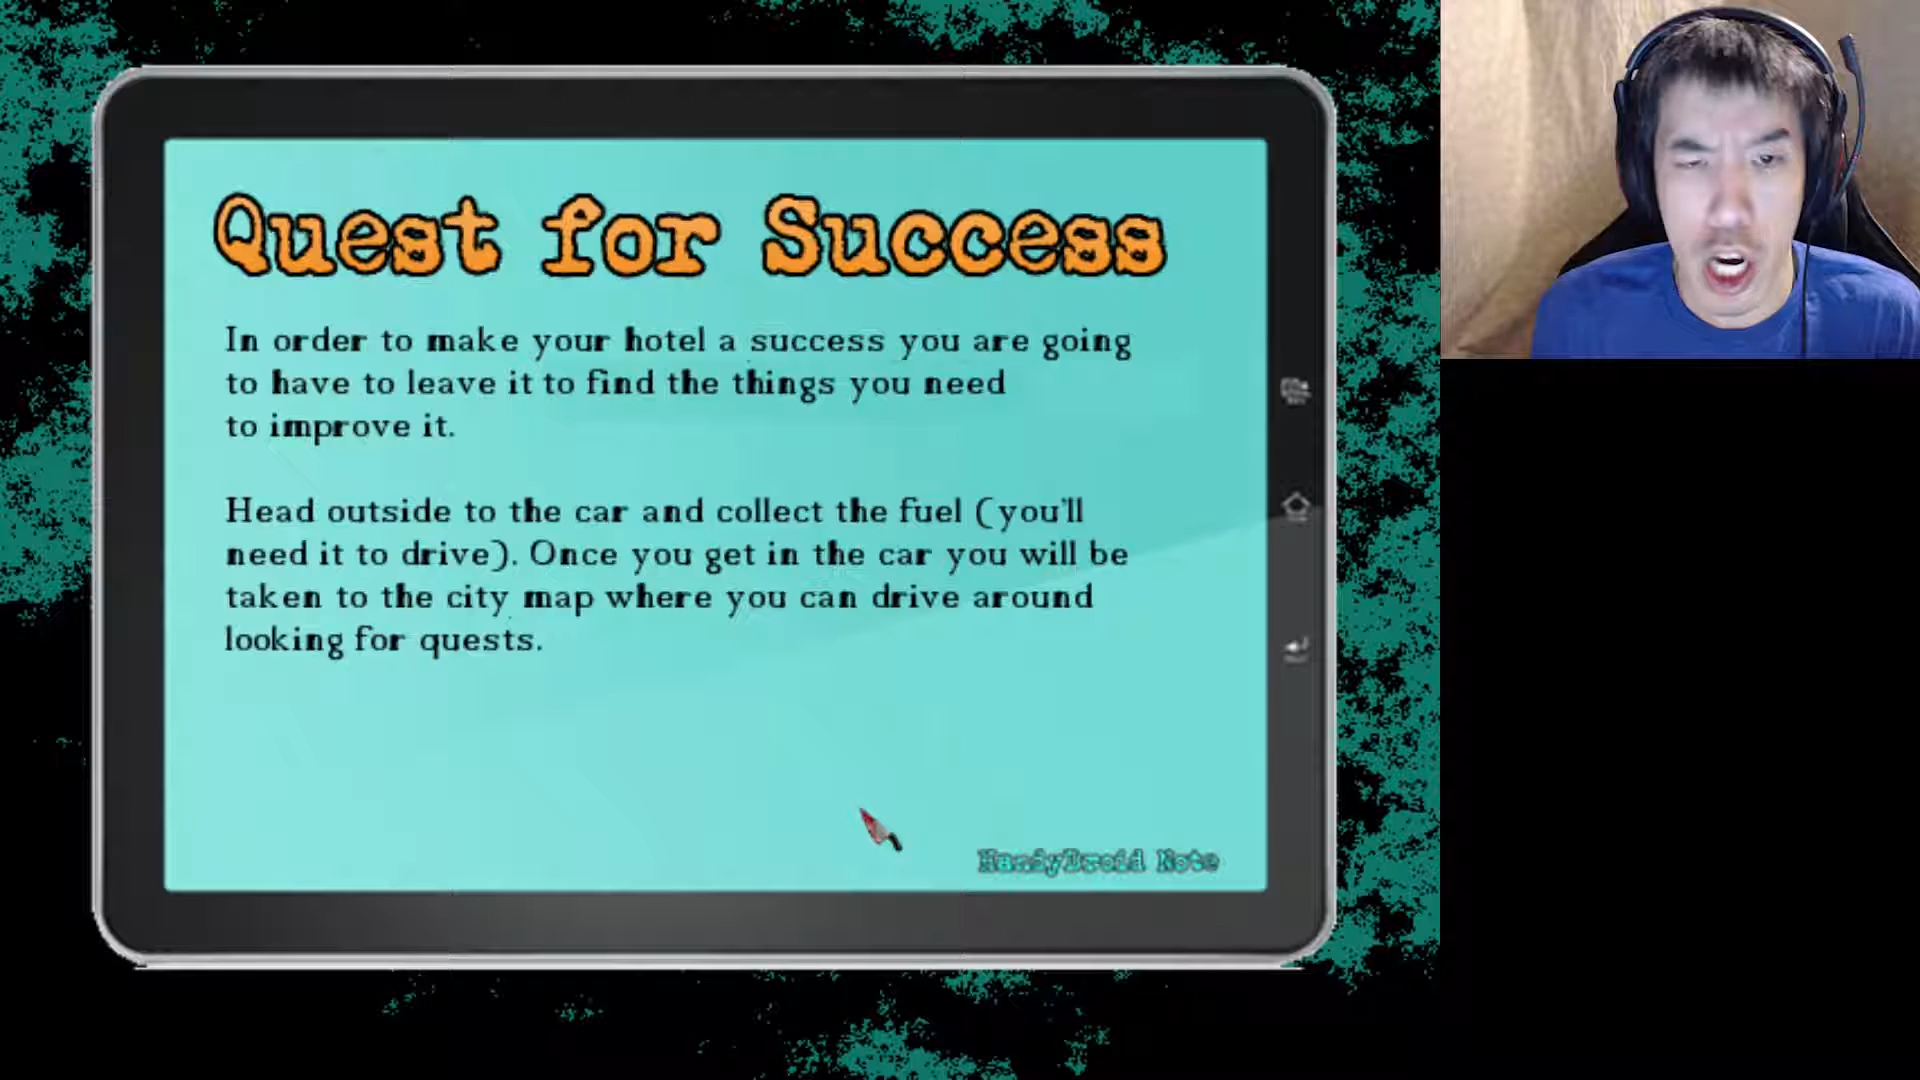 Quest for Success
In order to make your hotel a success you are going
to have to leave it to find the things you need
to improve it.
Head outside to the car and collect the fuel (you'll
need it to drive). Once you get in the car you will be
taken to the city map where you can drive around
looking for quests.
HandyDroid Note